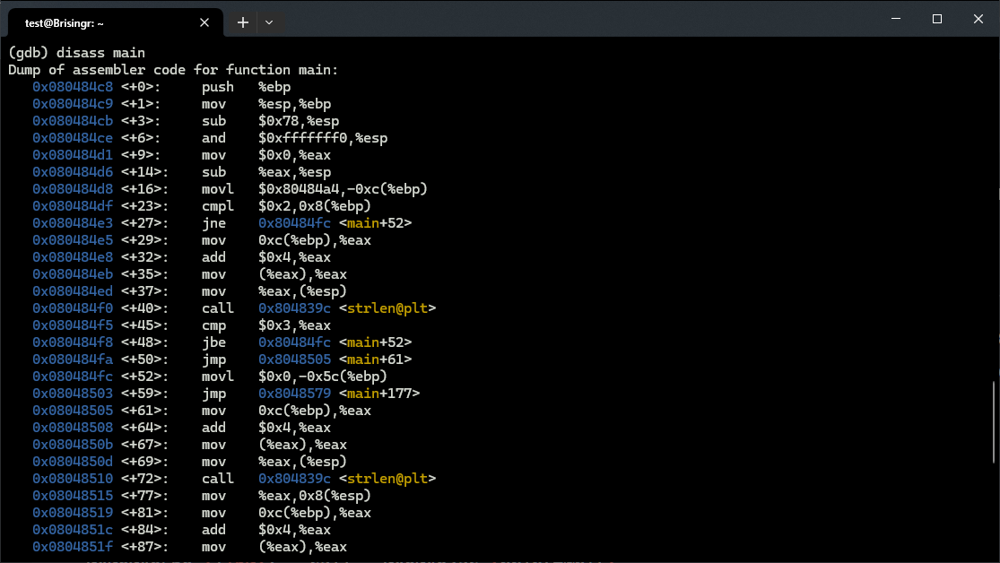 test@Brisingr: ~
(gdb) disass main
Dump of assembler code for function main:
0x080484c8 <+0>: push %ebp
0x080484c9 <+1>: mov %esp,%ebp
0x080484cb <+3>: sub $0x78,%esp
0x080484ce <+6>: and $0xfffffff0,%esp
0x080484d1 <+9>: mov $0x0,%eax
0x080484d6 <+14>: sub %eax,%esp
0x080484d8 <+16>: movl $0x80484a4,-0xc(%ebp)
0x080484df <+23>: cmpl $0x2,0x8(%ebp)
0x080484e3 <+27>: jne 0x80484fc <main+52>
0x080484e5 <+29>: mov 0xc(%ebp),%eax
0x080484e8 <+32>: add $0x4,%eax
0x080484eb <+35>: mov (%eax),%eax
0x080484ed <+37>: mov %eax,(%esp)
0x080484f0 <+40>: call 0x804839c <strlen@plt>
0x080484f5 <+45>: cmp $0x3,%eax
0x080484f8 <+48>: jbe 0x80484fc <main+52>
0x080484fa <+50>: jmp 0x8048505 <main+61>
0x080484fc <+52>: movl $0x0,-0x5c(%ebp)
0x08048503 <+59>: jmp 0x8048579 <main+177>
0x08048505 <+61>: mov 0xc(%ebp),%eax
0x08048508 <+64>: add $0x4,%eax
0x0804850b <+67>: mov (%eax),%eax
0x0804850d <+69>: mov %eax,(%esp)
0x08048510 <+72>: call 0x804839c <strlen@plt>
0x08048515 <+77>: mov %eax,0x8(%esp)
0x08048519 <+81>: mov 0xc(%ebp),%eax
0x0804851c <+84>: add $0x4,%eax
0x0804851f <+87>: mov (%eax),%eax